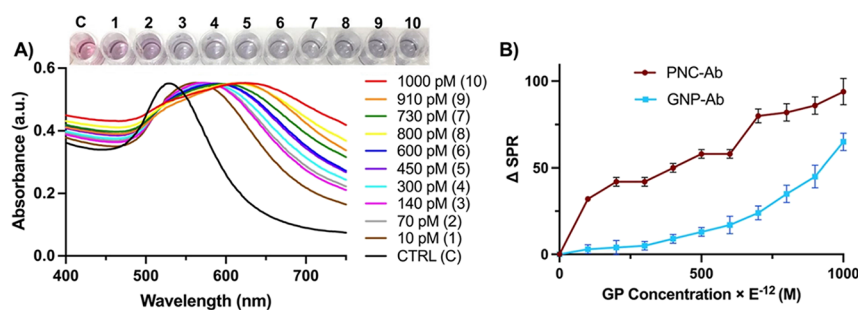 C 1 2 3 4 5 6 7 8 9 10
A)
0.6
0.4
0.2
0.0
Absorbance (a.u.)
400 500 600 700
Wavelength (nm)
1000 pM (10)
910 pM (9)
730 pM (7)
800 pM (8)
600 pM (6)
450 pM (5)
300 pM (4)
140 pM (3)
70 pM (2)
10 pM (1)
CTRL (C)
B)
PNC-Ab
GNP-Ab
100
50
0
Δ SPR
0 500 1000
GP Concentration × E⁻¹² (M)